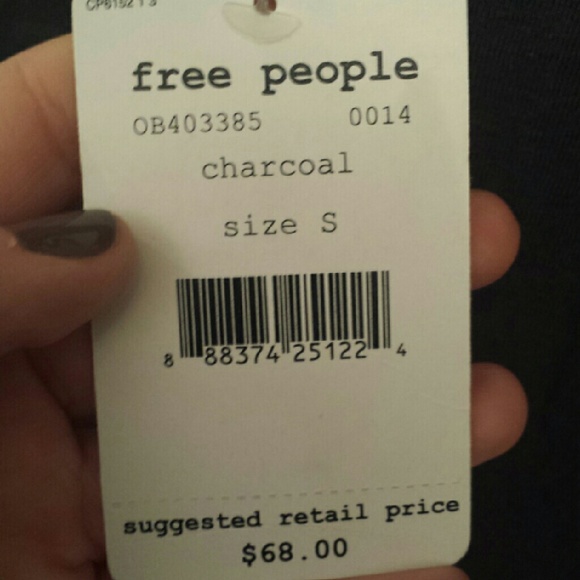 free people
OB403385 0014
charcoal
size S
8 88374 25122 4
suggested retail price
$68.00